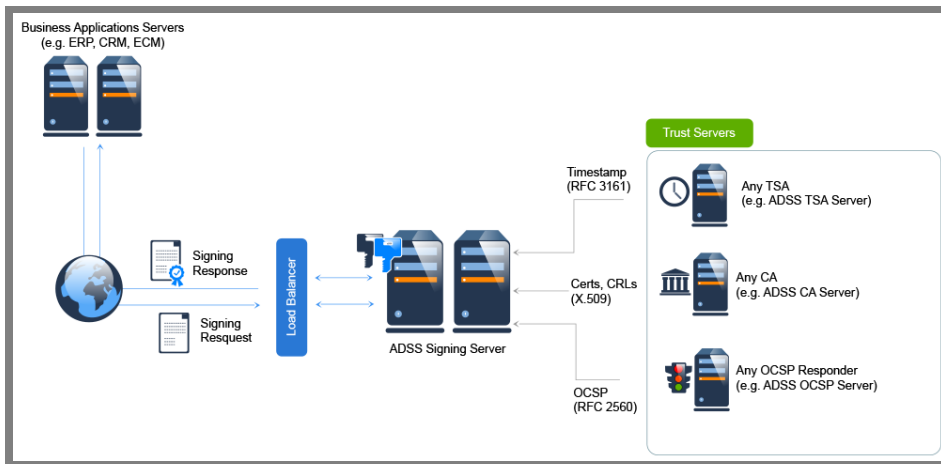 Business Applications Servers
(e.g. ERP, CRM, ECM)
Trust Servers
Timestamp
(RFC 3161)
Any TSA
(e.g. ADSS TSA Server)
Signing
Response
Load Balancer
Certs, CRLs
(X.509)
Any CA
(e.g. ADSS CA Server)
Signing
Resquest
ADSS Signing Server
OCSP
(RFC 2560)
Any OCSP Responder
(e.g. ADSS OCSP Server)